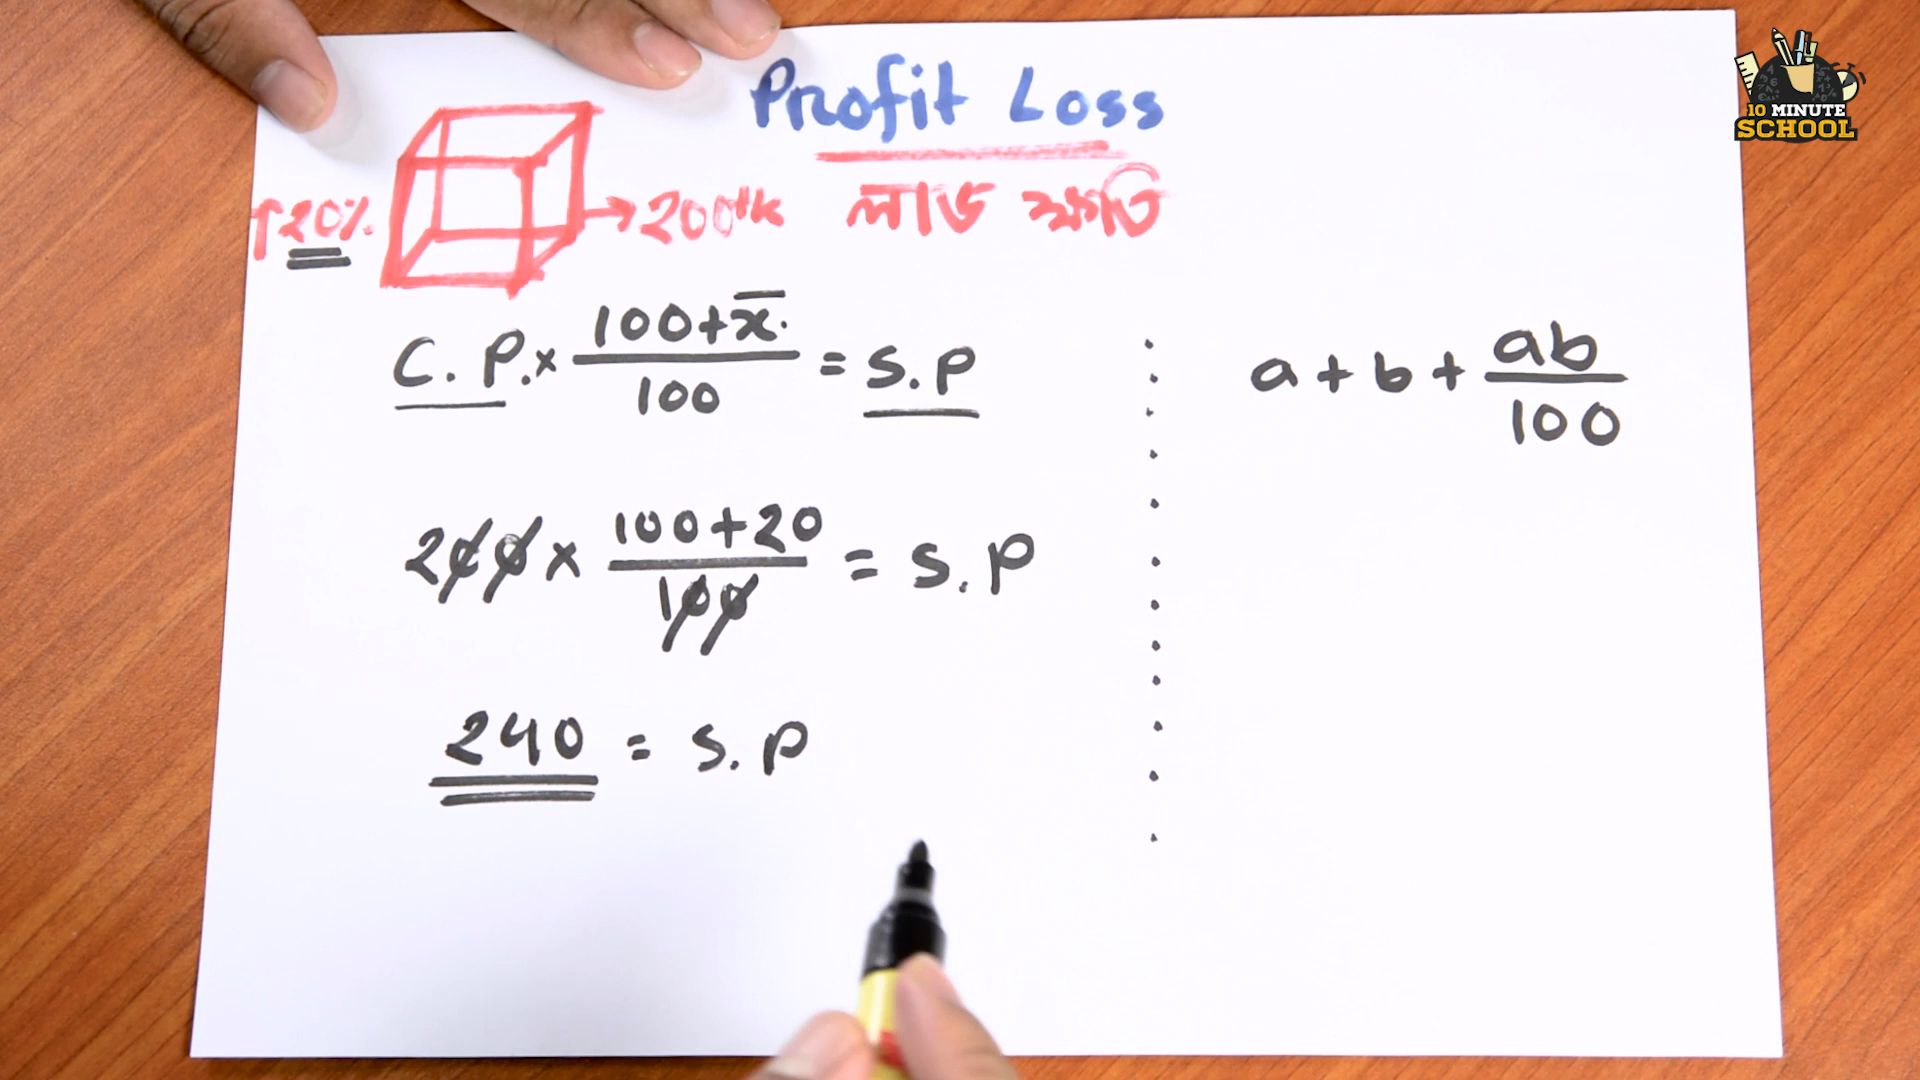 Profit Loss
লাভ ক্ষতি
↑20%
→200tk
C.P. × (100+x̄)/100 = S.P
200 × (100+20)/100 = S.P
240 = S.P
a + b + ab/100
10 MINUTE
SCHOOL